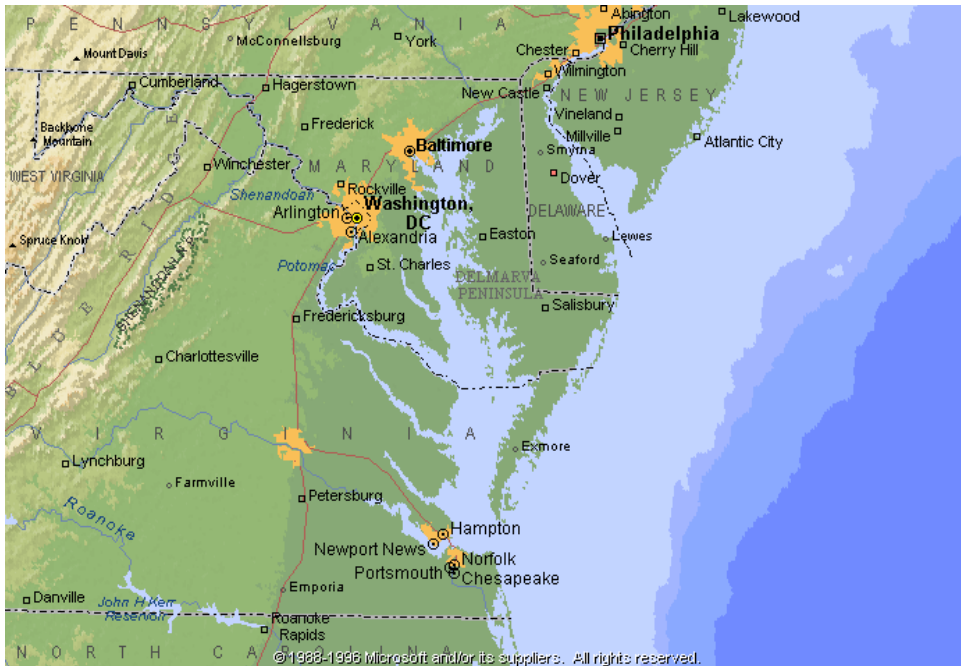 PENNSYLVANIA
Abington
Lakewood
McConnellsburg
York
Philadelphia
Mount Davis
Chester
Cherry Hill
Wilmington
Cumberland
Hagerstown
New Castle
NEW JERSEY
Vineland
Frederick
Millville
Backbone
Mountain
Baltimore
Atlantic City
Smyrna
Winchester
MARYLAND
WEST VIRGINIA
Dover
Rockville
Shenandoah
Washington,
DC
Arlington
DELAWARE
Alexandria
Easton
Lewes
Spruce Knob
Potomac
St. Charles
Seaford
DELMARVA
PENINSULA
SHENANDOAH N.P.
Salisbury
Fredericksburg
BLUE RIDGE
Charlottesville
VIRGINIA
Exmore
Lynchburg
Farmville
Petersburg
Roanoke
Hampton
Newport News
Norfolk
Portsmouth
Chesapeake
Emporia
Danville
John H Kerr
Reservoir
Roanoke
Rapids
NORTH CAROLINA
© 1988-1996 Microsoft and/or its suppliers. All rights reserved.